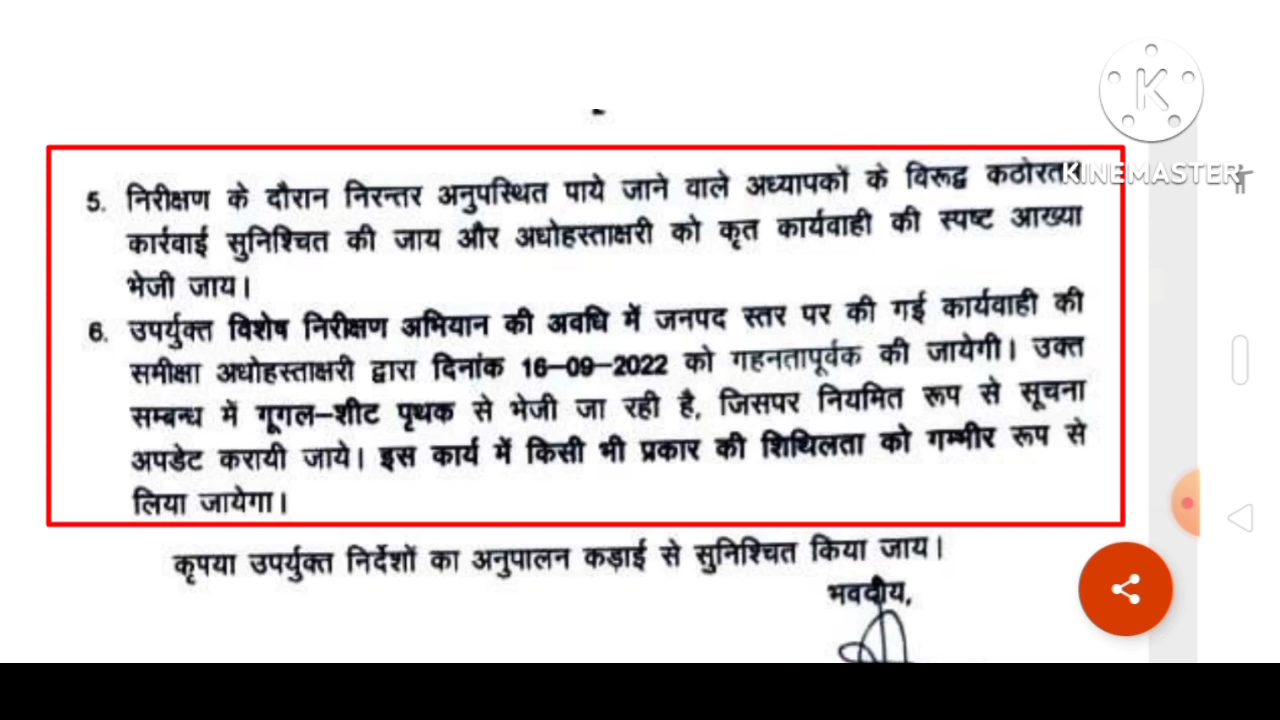 5. निरीक्षण के दौरान निरन्तर अनुपस्थित पाये जाने वाले अध्यापकों के विरूद्व कठोरतम
कार्रवाई सुनिश्चित की जाय और अधोहस्ताक्षरी को कृत कार्यवाही की स्पष्ट आख्या
भेजी जाय।
6. उपर्युक्त विशेष निरीक्षण अभियान की अवधि में जनपद स्तर पर की गई कार्यवाही की
समीक्षा अधोहस्ताक्षरी द्वारा दिनांक 16-09-2022 को गहनतापूर्वक की जायेगी। उक्त
सम्बन्ध में गूगल-शीट पृथक से भेजी जा रही है, जिसपर नियमित रूप से सूचना
अपडेट करायी जाये। इस कार्य में किसी भी प्रकार की शिथिलता को गम्भीर रूप से
लिया जायेगा।
कृपया उपर्युक्त निर्देशों का अनुपालन कड़ाई से सुनिश्चित किया जाय।
भवदीय,
K
KINEMASTER